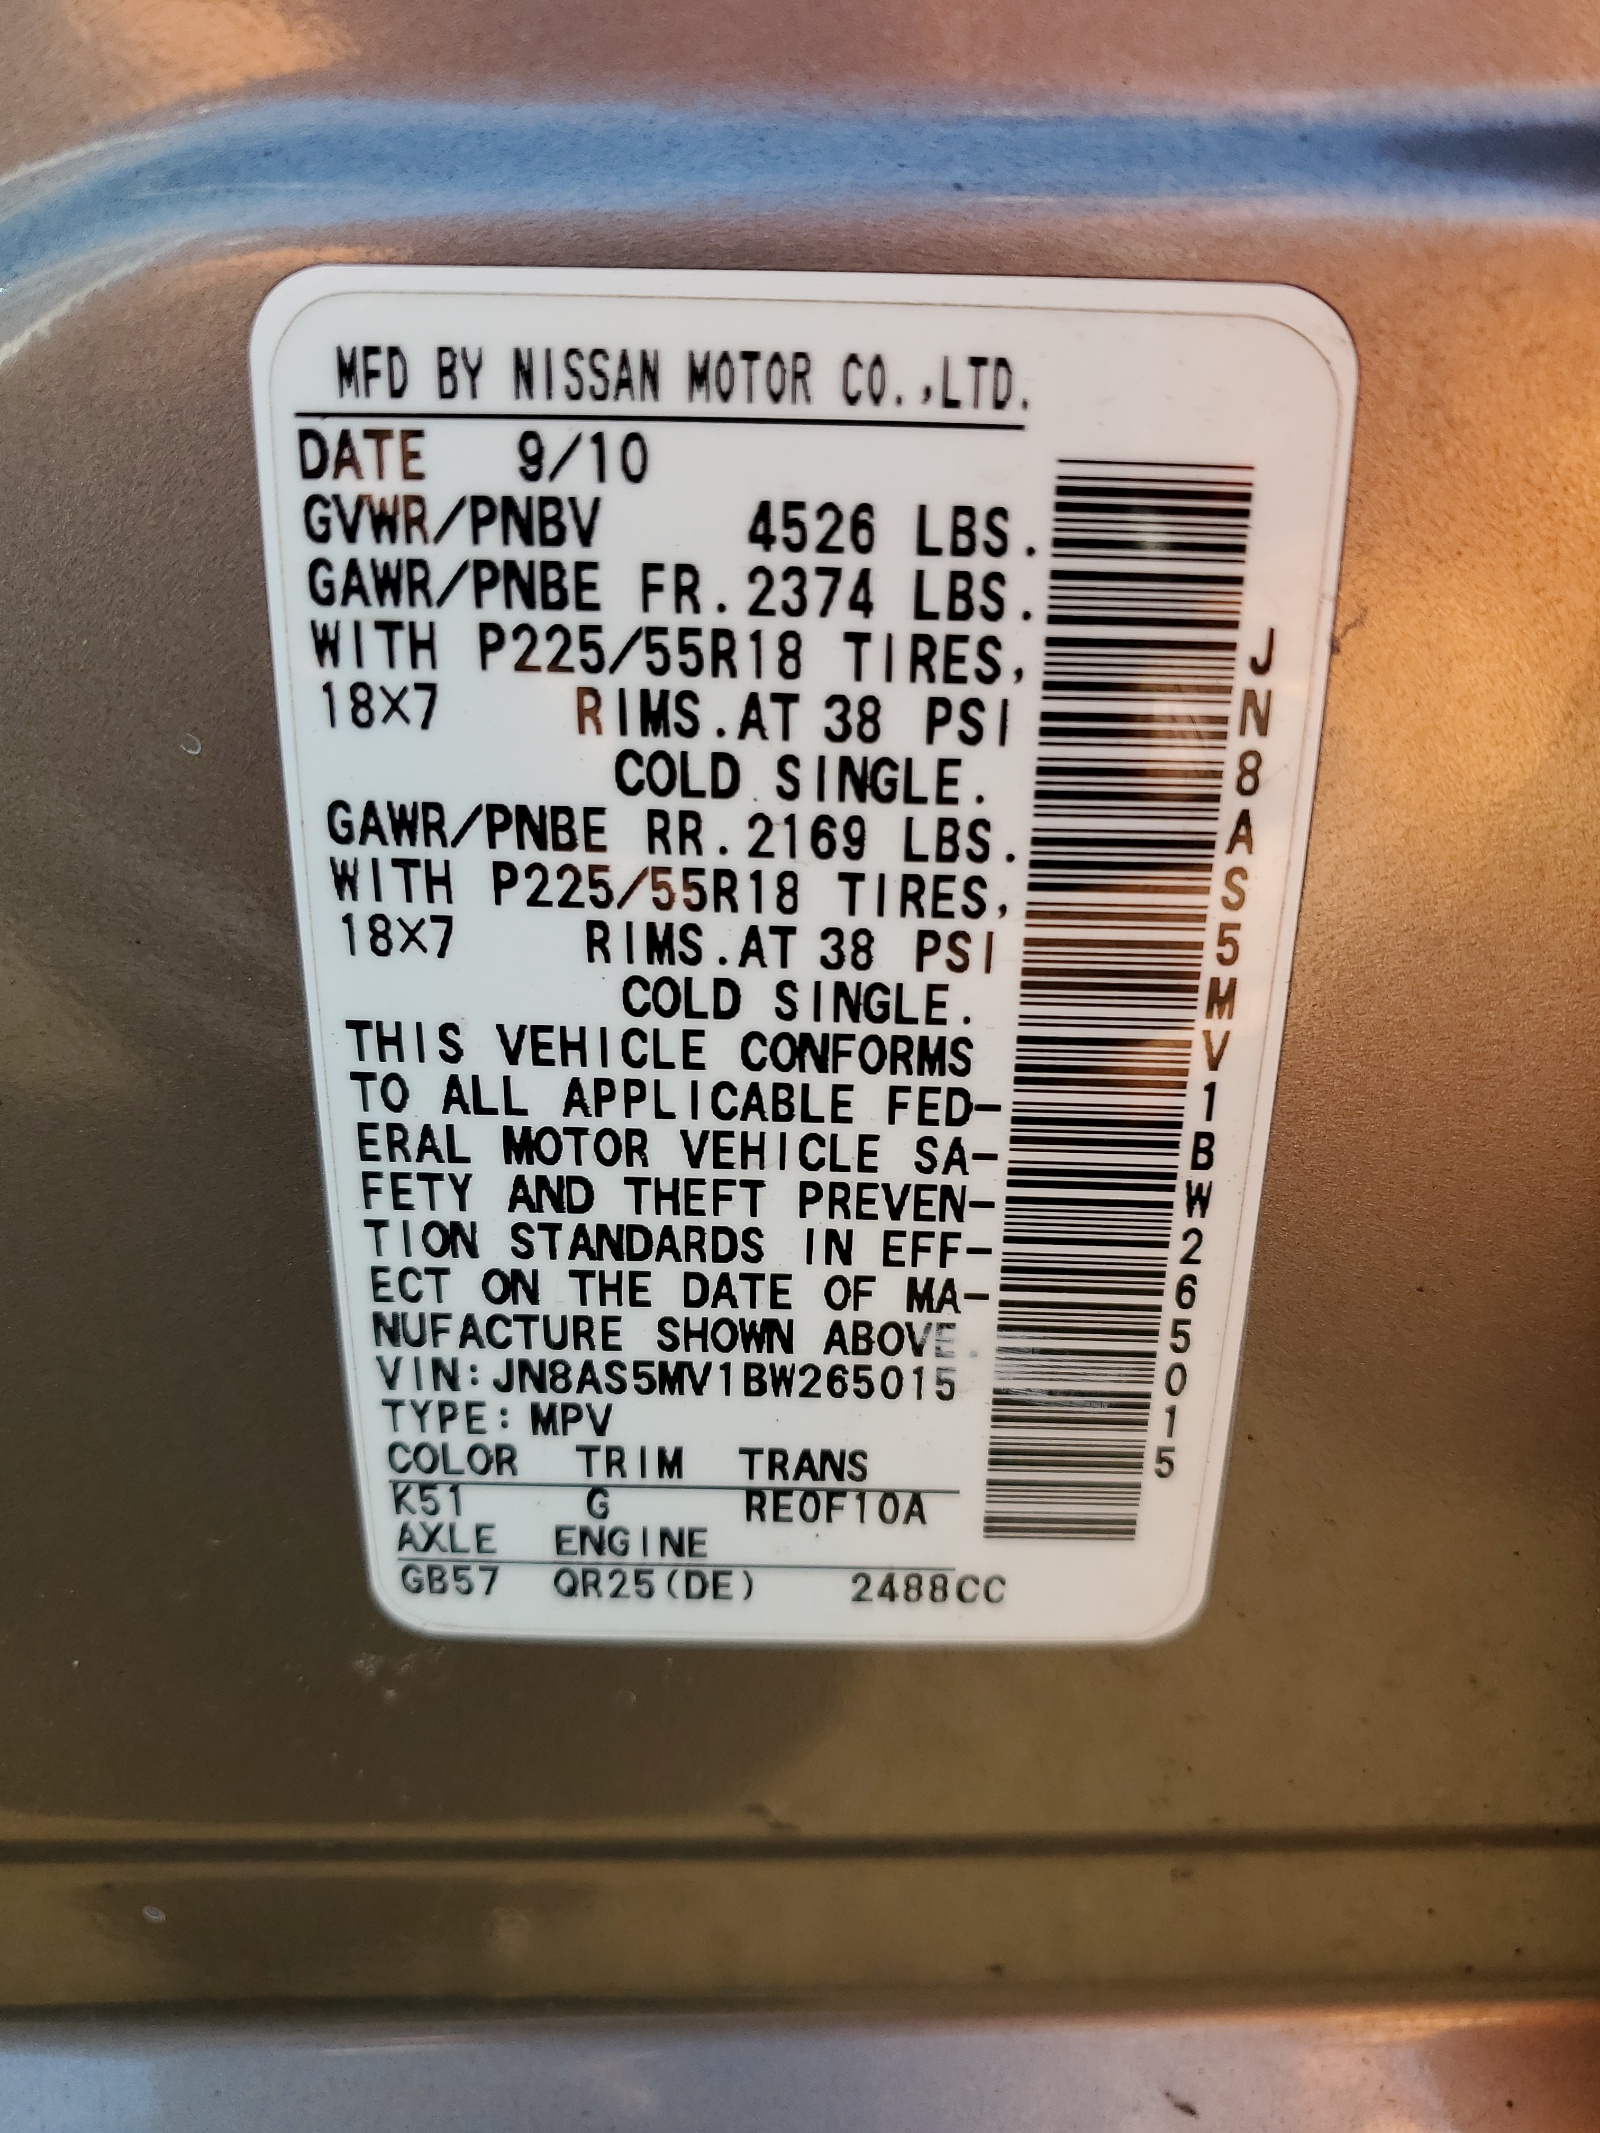 MFD BY NISSAN MOTOR CO.,LTD.
DATE 9/10
GVWR/PNBV 4526 LBS.
GAWR/PNBE FR.2374 LBS.
WITH P225/55R18 TIRES,
18X7 RIMS.AT 38 PSI
COLD SINGLE.
GAWR/PNBE RR.2169 LBS.
WITH P225/55R18 TIRES,
18X7 RIMS.AT 38 PSI
COLD SINGLE.
THIS VEHICLE CONFORMS
TO ALL APPLICABLE FED-
ERAL MOTOR VEHICLE SA-
FETY AND THEFT PREVEN-
TION STANDARDS IN EFF-
ECT ON THE DATE OF MA-
NUFACTURE SHOWN ABOVE.
VIN:JN8AS5MV1BW265015
TYPE:MPV
COLOR TRIM TRANS
K51 G RE0F10A
AXLE ENGINE
GB57 QR25(DE) 2488CC
JN8AS5MV1BW265015